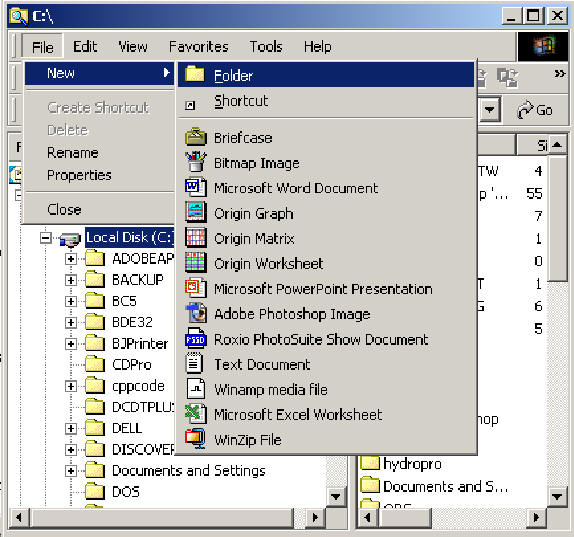 C:\
File Edit View Favorites Tools Help
New
Create Shortcut
Delete
Rename
Properties
Close
Folder
Shortcut
Briefcase
Bitmap Image
Microsoft Word Document
Origin Graph
Origin Matrix
Origin Worksheet
Microsoft PowerPoint Presentation
Adobe Photoshop Image
Roxio PhotoSuite Show Document
Text Document
Winamp media file
Microsoft Excel Worksheet
WinZip File
»
Go
F
Si
TW 4
p '... 55
7
1
0
T 1
G 6
5
hop
hydropro
Documents and S...
Local Disk (C:)
ADOBEAP
BACKUP
BC5
BDE32
BJPrinter
CDPro
cppcode
DCDTPLU
DELL
DISCOVER
Documents and Settings
DOS